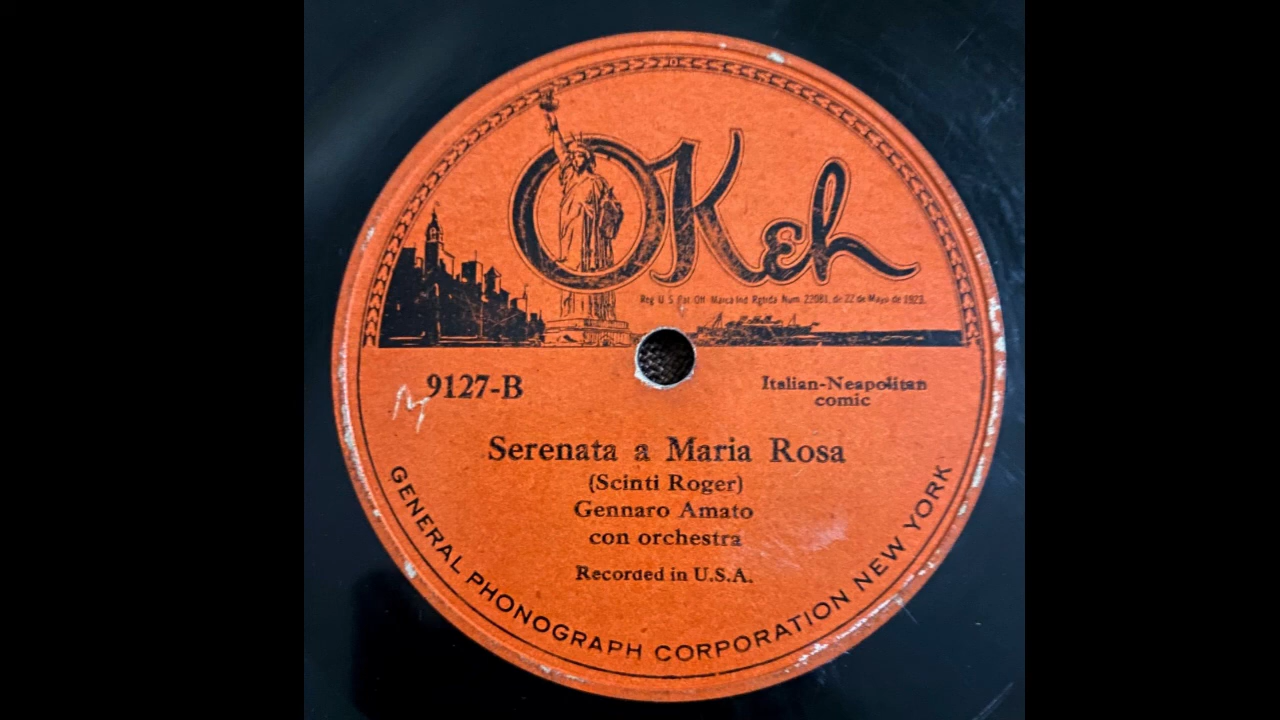 OKeh
Reg. U.S. Pat. Off. Marca Ind. Rgtrda. Num. 22081, de 22 de Mayo de 1923.
9127-B
Italian-Neapolitan
comic
Serenata a Maria Rosa
(Scinti Roger)
Gennaro Amato
con orchestra
Recorded in U.S.A.
GENERAL PHONOGRAPH CORPORATION NEW YORK